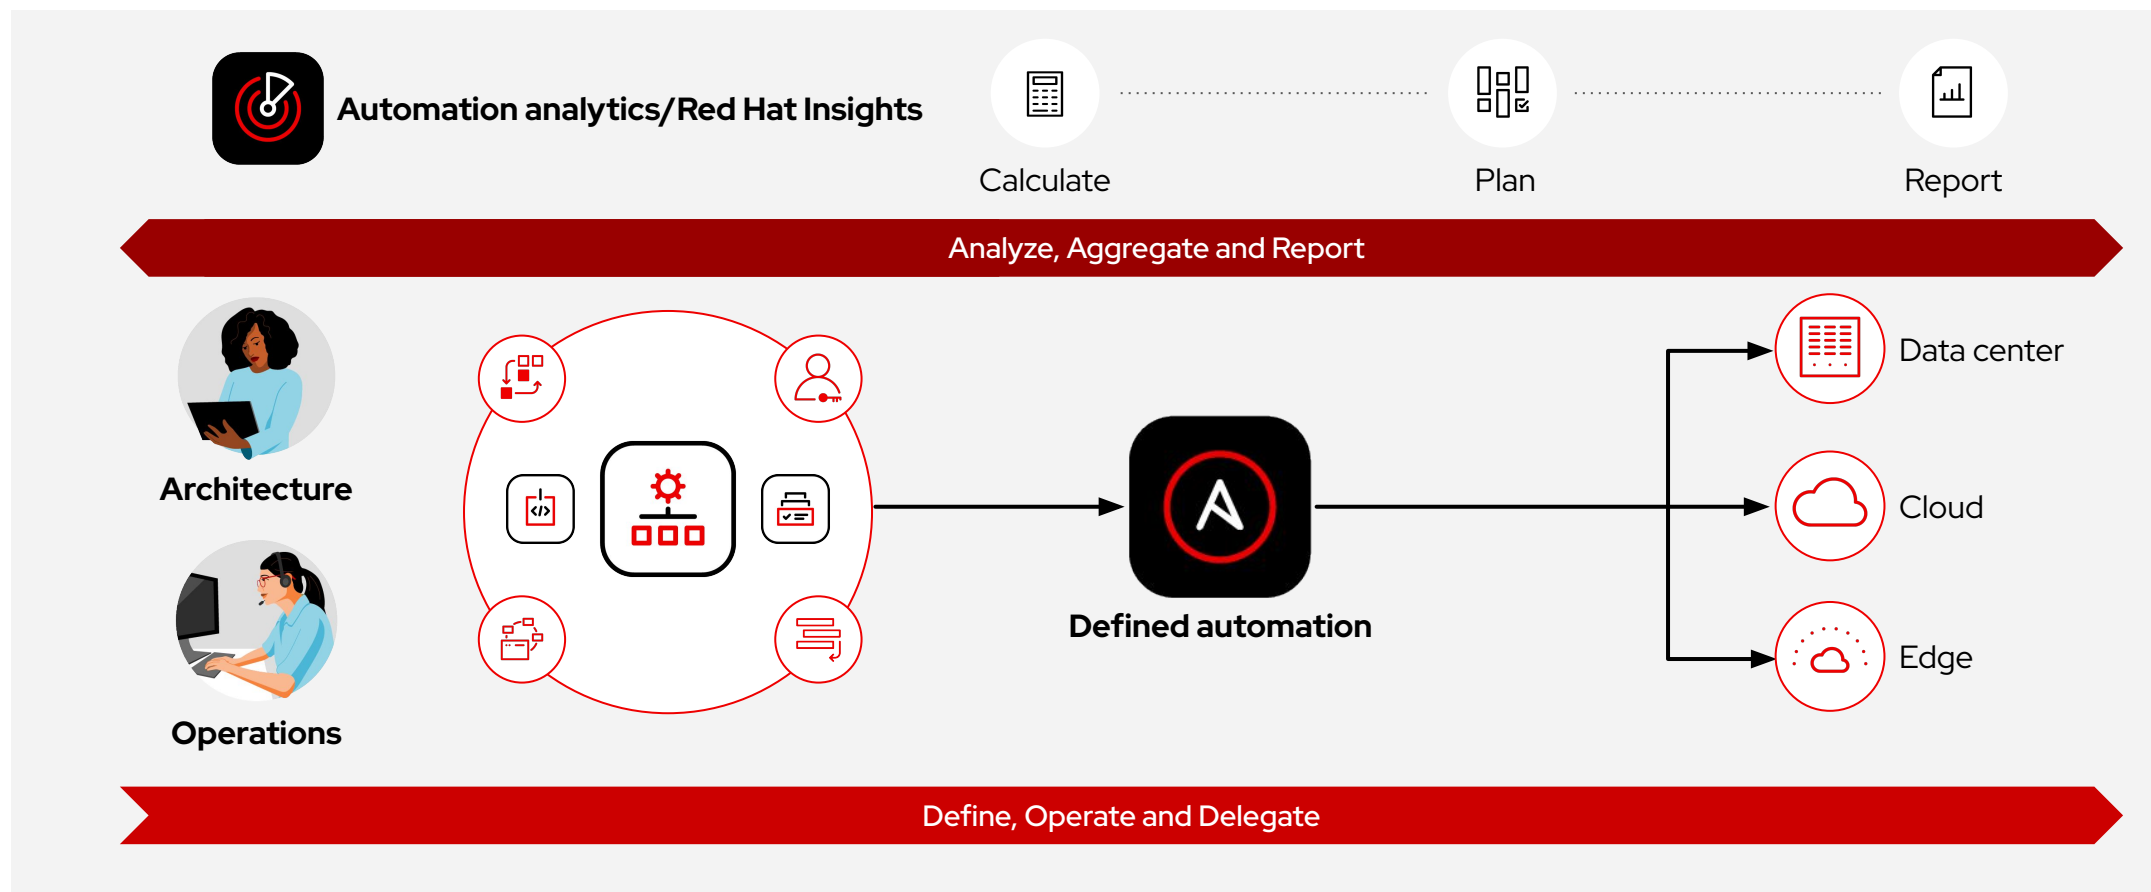 Automation analytics/Red Hat Insights
Calculate
Plan
Report
Analyze, Aggregate and Report
Architecture
Operations
Defined automation
Data center
Cloud
Edge
Define, Operate and Delegate